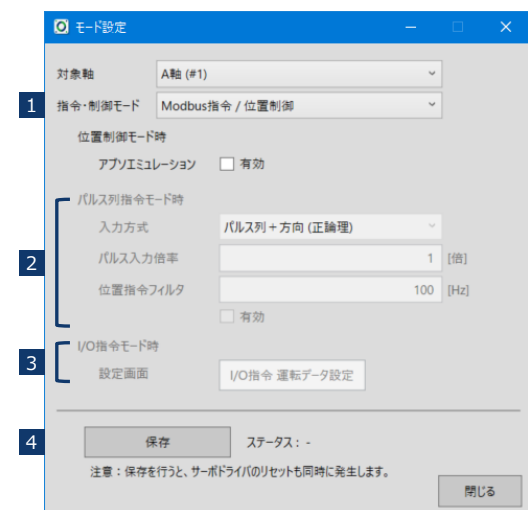 モード設定
対象軸 A軸 (#1)
1 指令・制御モード Modbus指令 / 位置制御
位置制御モード時
アブソエミュレーション 有効
パルス列指令モード時
入力方式 パルス列 + 方向 (正論理)
2 パルス入力倍率 1 [倍]
位置指令フィルタ 100 [Hz]
有効
I/O指令モード時
3 設定画面 I/O指令 運転データ設定
4 保存 ステータス : -
注意 : 保存を行うと、サーボドライバのリセットも同時に発生します。
閉じる